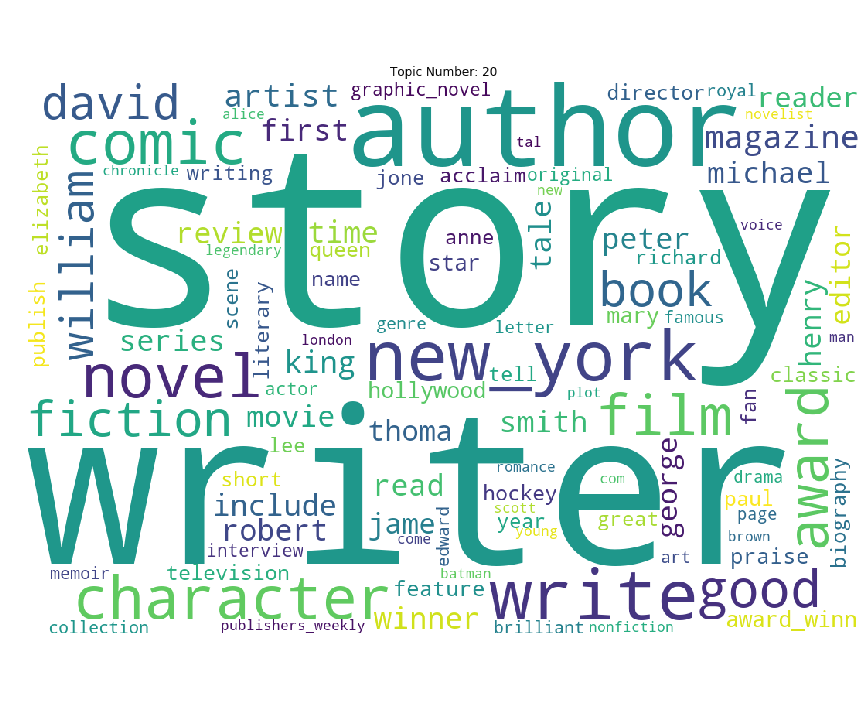 Topic Number: 20
david
artist
graphic_novel
director
royal
reader
alice
comic
first
author
tal
novelist
magazine
elizabeth
chronicle
writing
jone
acclaim
original
michael
new
william
story
review
time
legendary
queen
anne
tale
peter
voice
richard
star
book
editor
publish
scene
name
literary
mary
famous
henry
series
genre
letter
london
man
king
new_york
tell
classic
novel
actor
hollywood
plot
fan
fiction
movie
thoma
smith
film
award
lee
writer
romance
short
read
hockey
com
george
drama
paul
biography
include
scott
year
great
page
robert
jame
come
edward
young
brown
interview
art
praise
memoir
television
batman
character
feature
write
good
winner
award_winn
collection
publishers_weekly
brilliant
nonfiction